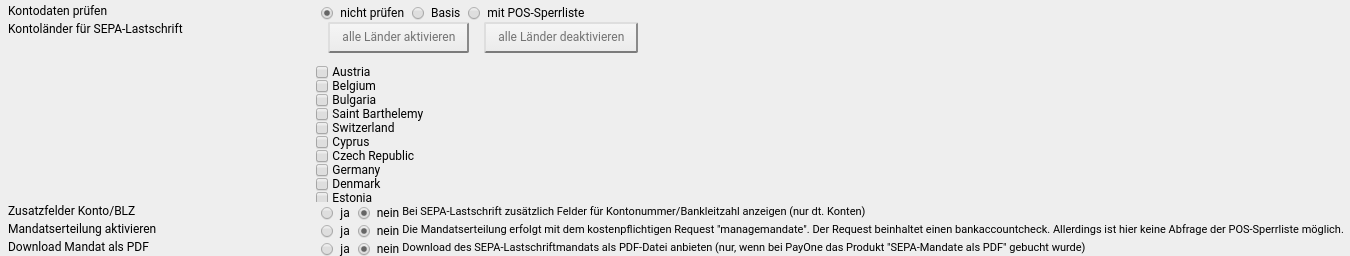 Kontodaten prüfen nicht prüfen Basis mit POS-Sperrliste
Kontoländer für SEPA-Lastschrift alle Länder aktivieren alle Länder deaktivieren
Austria
Belgium
Bulgaria
Saint Barthelemy
Switzerland
Cyprus
Czech Republic
Germany
Denmark
Estonia
Zusatzfelder Konto/BLZ ja nein Bei SEPA-Lastschrift zusätzlich Felder für Kontonummer/Bankleitzahl anzeigen (nur dt. Konten)
Mandatserteilung aktivieren ja nein Die Mandatserteilung erfolgt mit dem kostenpflichtigen Request "managemandate". Der Request beinhaltet einen bankaccountcheck. Allerdings ist hier keine Abfrage der POS-Sperrliste möglich.
Download Mandat als PDF ja nein Download des SEPA-Lastschriftmandats als PDF-Datei anbieten (nur, wenn bei PayOne das Produkt "SEPA-Mandate als PDF" gebucht wurde)